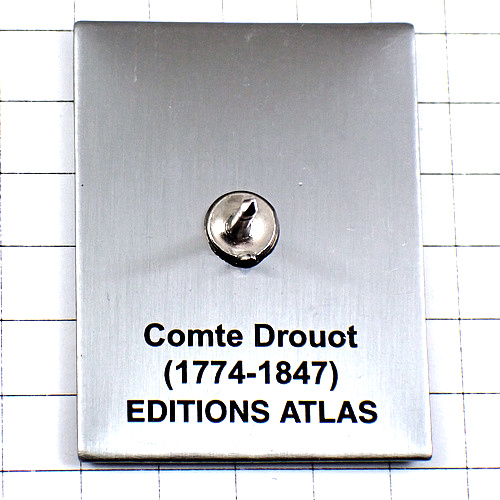 Comte Drouot
(1774-1847)
EDITIONS ATLAS